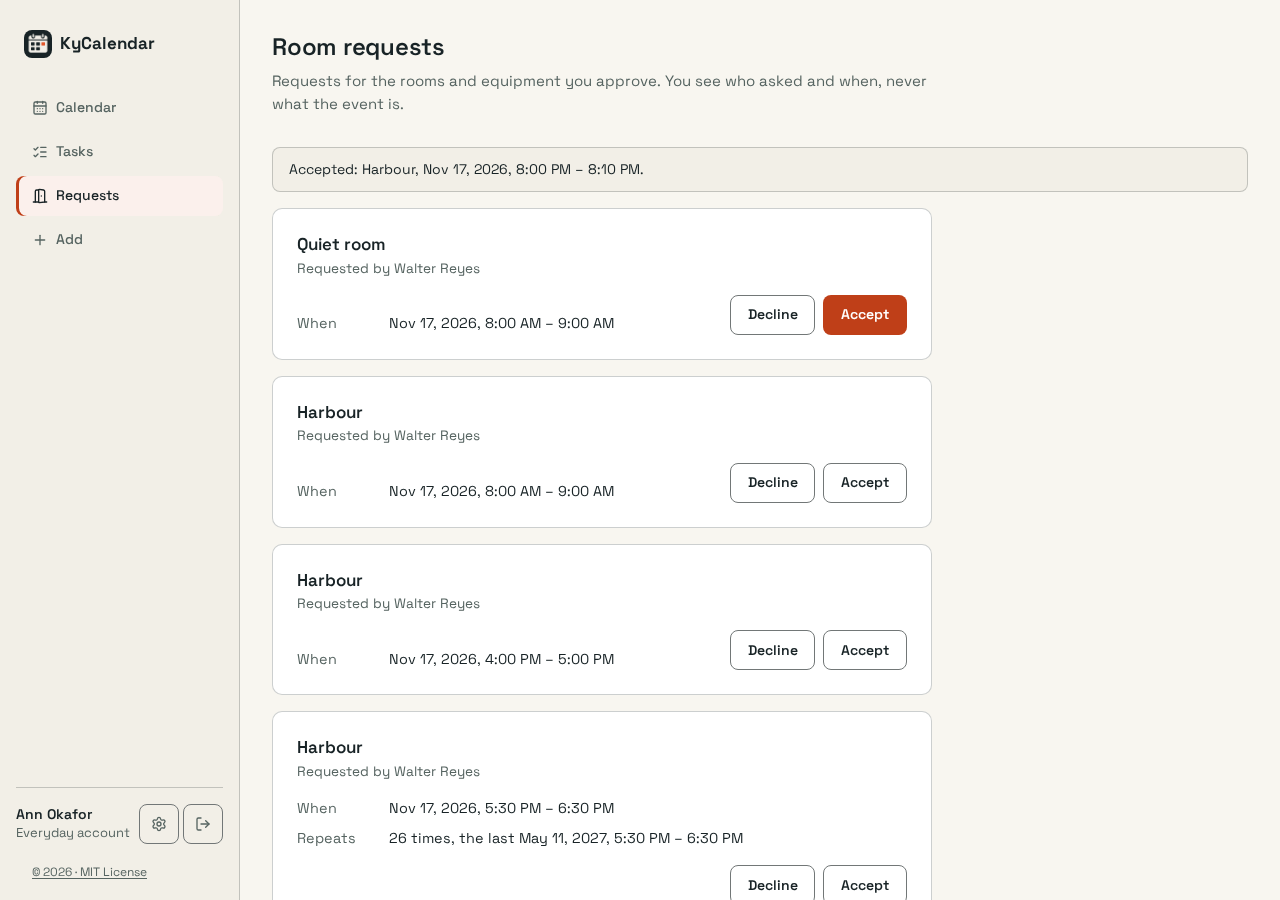 KyCalendar
Calendar
Tasks
Requests
Add
Ann Okafor
Everyday account
© 2026 · MIT License
Room requests
Requests for the rooms and equipment you approve. You see who asked and when, never
what the event is.
Accepted: Harbour, Nov 17, 2026, 8:00 PM – 8:10 PM.
Quiet room
Requested by Walter Reyes
When Nov 17, 2026, 8:00 AM – 9:00 AM
Decline Accept
Harbour
Requested by Walter Reyes
When Nov 17, 2026, 8:00 AM – 9:00 AM
Decline Accept
Harbour
Requested by Walter Reyes
When Nov 17, 2026, 4:00 PM – 5:00 PM
Decline Accept
Harbour
Requested by Walter Reyes
When Nov 17, 2026, 5:30 PM – 6:30 PM
Repeats 26 times, the last May 11, 2027, 5:30 PM – 6:30 PM
Decline Accept